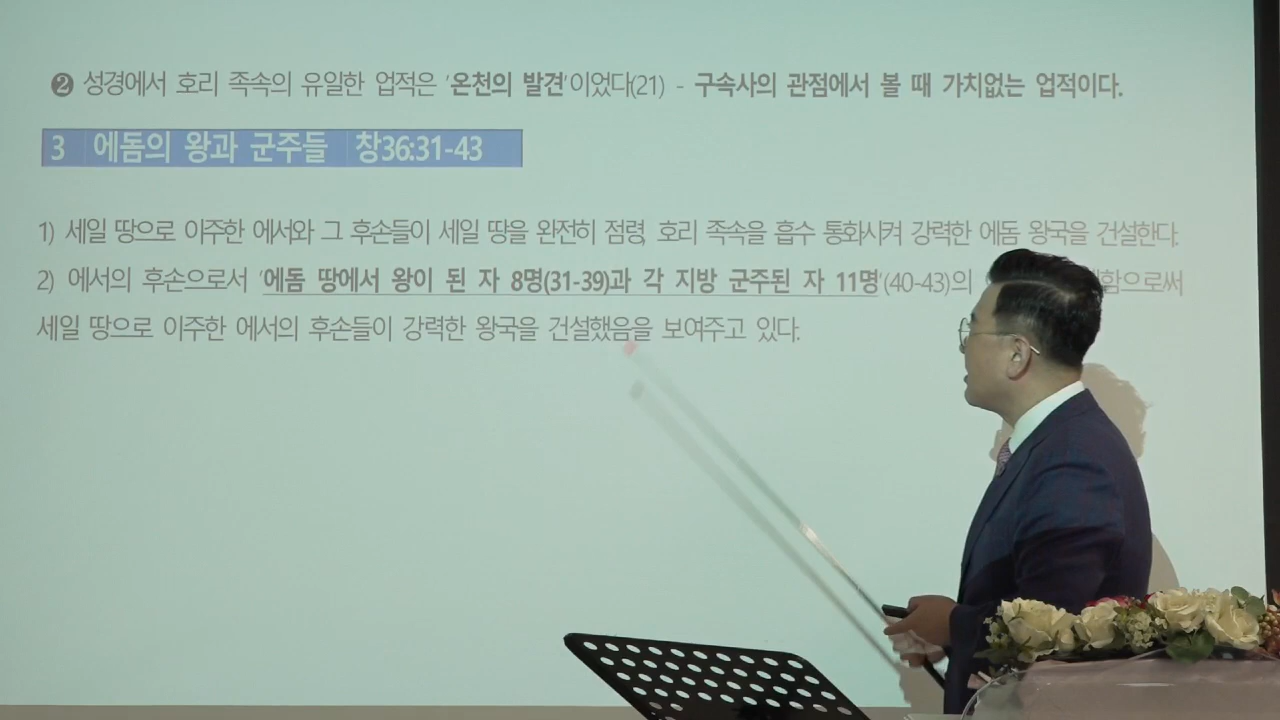 ❷ 성경에서 호리 족속의 유일한 업적은 '온천의 발견'이었다(21) - 구속사의 관점에서 볼 때 가치없는 업적이다.
3 에돔의 왕과 군주들 창36:31-43
1) 세일 땅으로 이주한 에서와 그 후손들이 세일 땅을 완전히 점령 호리 족속을 흡수 통화시켜 강력한 에돔 왕국을 건설한다.
2) 에서의 후손으로서 '에돔 땅에서 왕이 된 자 8명(31-39)과 각 지방 군주된 자 11명'(40-43)의
세일 땅으로 이주한 에서의 후손들이 강력한 왕국을 건설했음을 보여주고 있다.